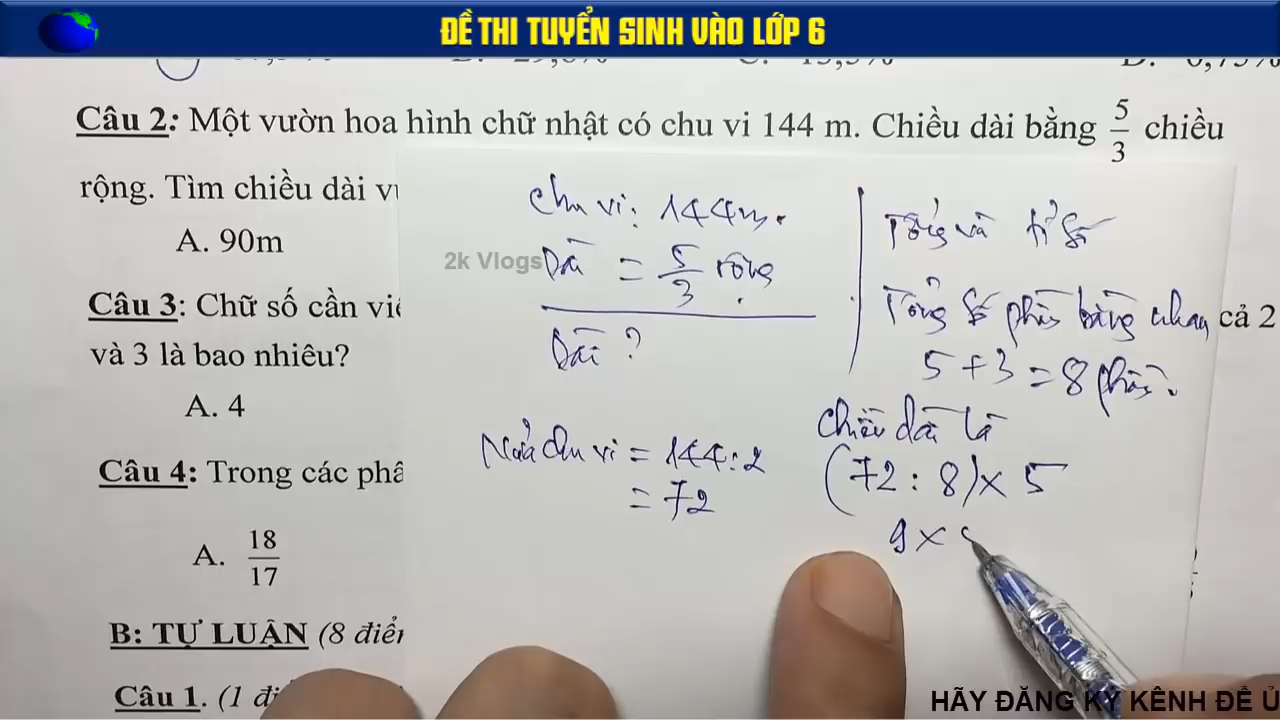 ĐỀ THI TUYỂN SINH VÀO LỚP 6
Câu 2: Một vườn hoa hình chữ nhật có chu vi 144 m. Chiều dài bằng 5/3 chiều
rộng. Tìm chiều dài
A. 90m
Câu 3: Chữ số cần
cả 2
và 3 là bao nhiêu?
A. 4
Câu 4: Trong các
A. 18/17
B: TỰ LUẬN (8
Câu 1. (1
chu vi: 144m.
Dài = 5/3 rộng
Dài ?
Nửa chu vi = 144:2
= 72
Tổng và tỉ số
Tổng số phần bằng nhau
5 + 3 = 8 phần.
Chiều dài là
(72 : 8) x 5
9 x
2k Vlogs
HÃY ĐĂNG KÝ KÊNH ĐỂ Ủ